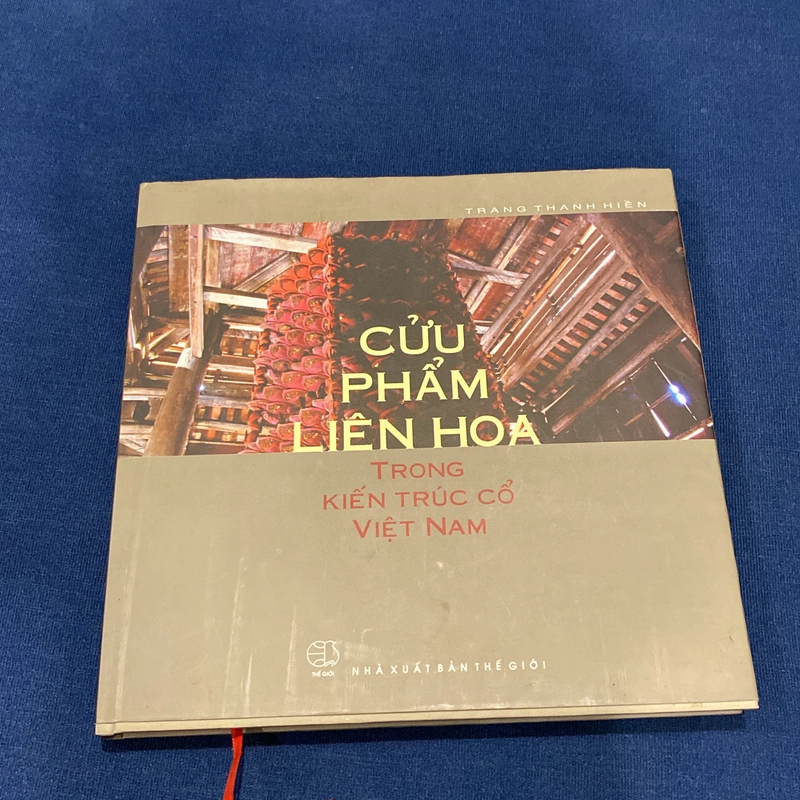 TRANG THANH HIỀN
CỬU
PHẨM
LIÊN HOA
TRONG
KIẾN TRÚC CỔ
VIỆT NAM
THẾ GIỚI
NHÀ XUẤT BẢN THẾ GIỚI